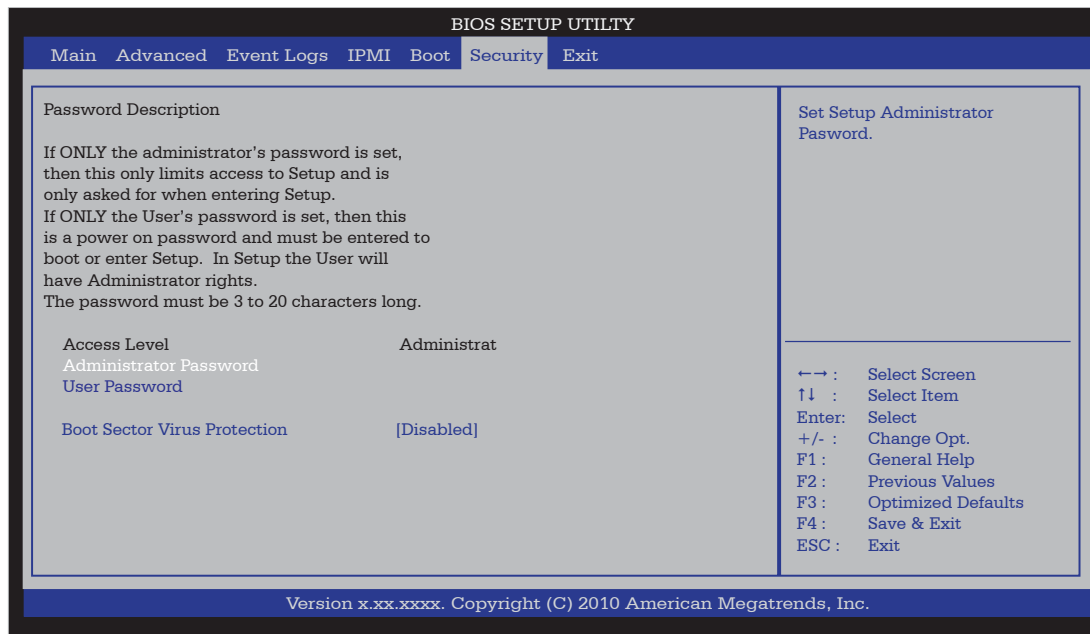 BIOS SETUP UTILTY
Main Advanced Event Logs IPMI Boot Security Exit
Password Description
If ONLY the administrator's password is set,
then this only limits access to Setup and is
only asked for when entering Setup.
If ONLY the User's password is set, then this
is a power on password and must be entered to
boot or enter Setup. In Setup the User will
have Administrator rights.
The password must be 3 to 20 characters long.
Access Level Administrat
Administrator Password
User Password
Boot Sector Virus Protection [Disabled]
Set Setup Administrator
Pasword.
←→ : Select Screen
↑↓ : Select Item
Enter: Select
+/- : Change Opt.
F1 : General Help
F2 : Previous Values
F3 : Optimized Defaults
F4 : Save & Exit
ESC : Exit
Version x.xx.xxxx. Copyright (C) 2010 American Megatrends, Inc.